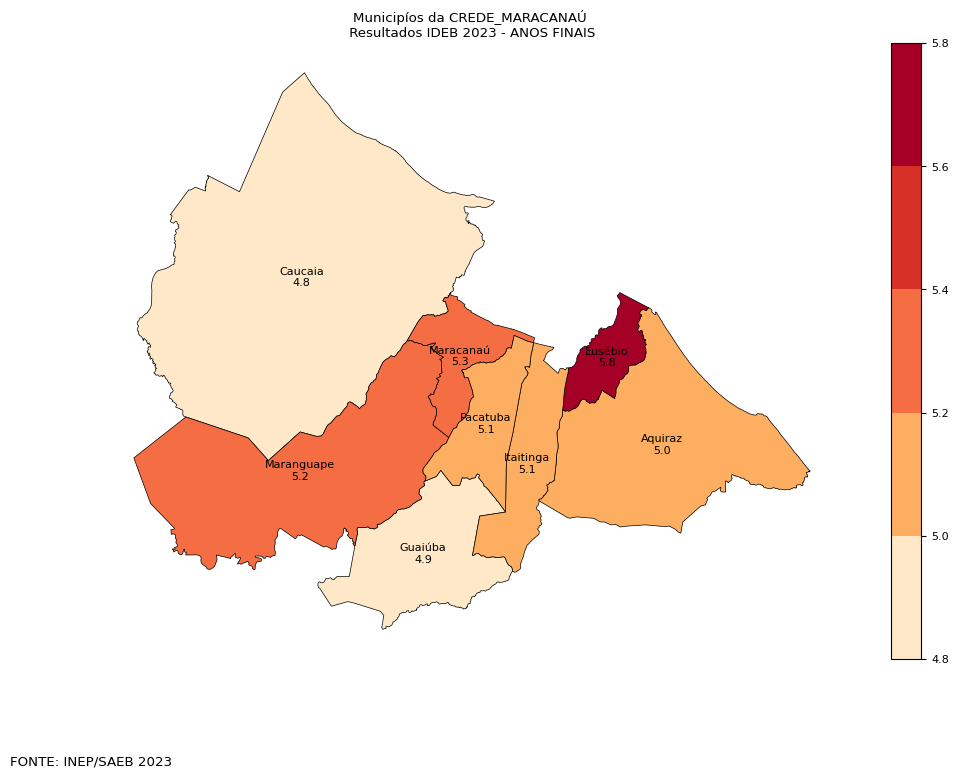 Municipíos da CREDE_MARACANAÚ
Resultados IDEB 2023 - ANOS FINAIS
5.8
5.6
5.4
5.2
5.0
4.8
Caucaia
4.8
Maracanaú
5.3
Eusébio
5.8
Pacatuba
5.1
Aquiraz
5.0
Itaitinga
5.1
Maranguape
5.2
Guaiúba
4.9
FONTE: INEP/SAEB 2023